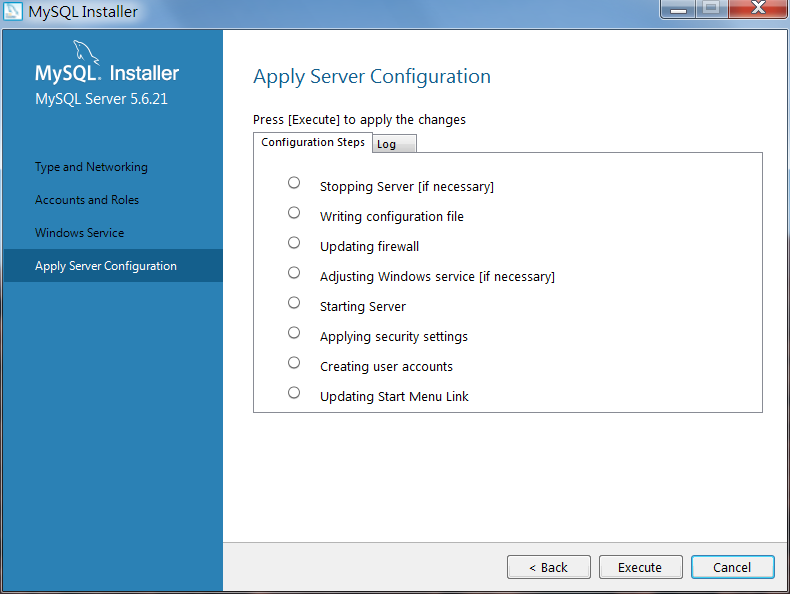 MySQL Installer
MySQL. Installer
MySQL Server 5.6.21
Type and Networking
Accounts and Roles
Windows Service
Apply Server Configuration
Apply Server Configuration
Press [Execute] to apply the changes
Configuration Steps Log
Stopping Server [if necessary]
Writing configuration file
Updating firewall
Adjusting Windows service [if necessary]
Starting Server
Applying security settings
Creating user accounts
Updating Start Menu Link
< Back Execute Cancel